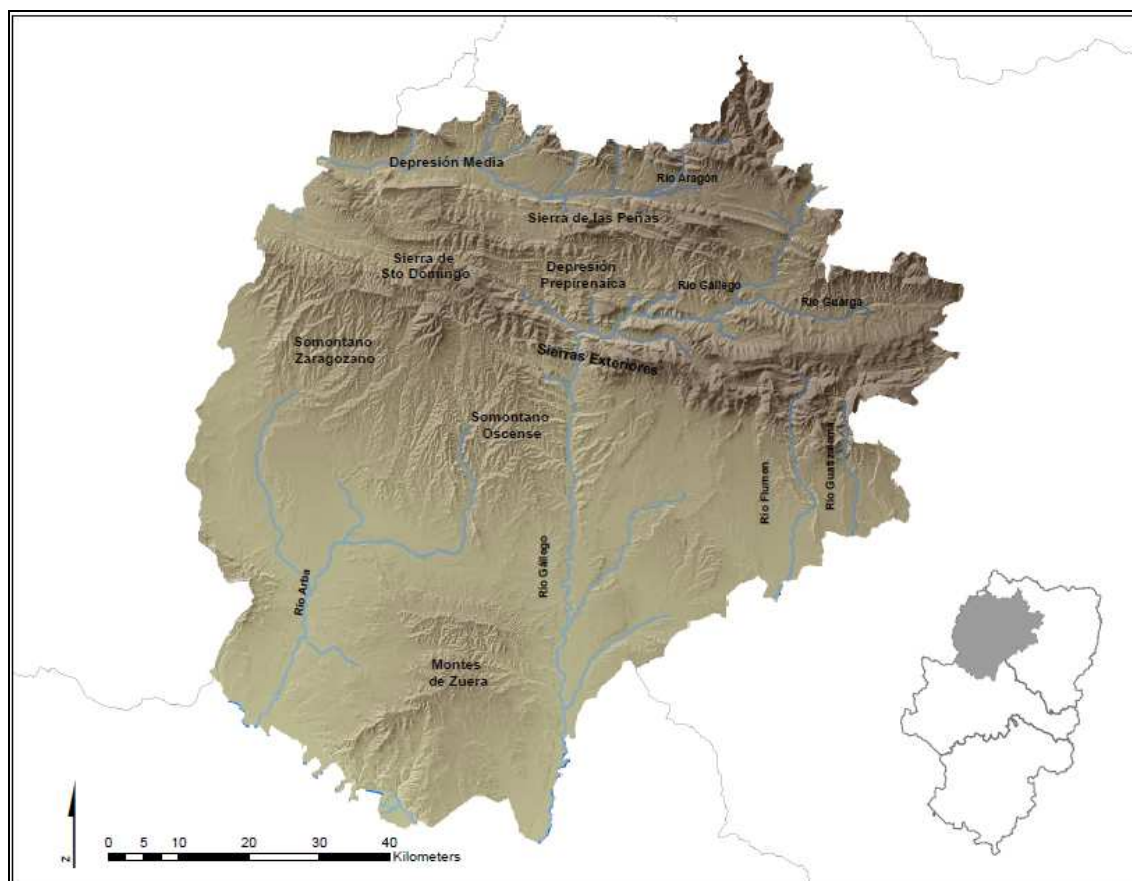 Depresión Media
Río Aragón
Sierra de las Peñas
Sierra de
Sto Domingo
Depresión
Prepirenaica
Río Gállego
Río Guarga
Somontano
Zaragozano
Sierras Exteriores
Somontano
Oscense
Río Flumen
Río Guatizalema
Río Gállego
Río Arba
Montes
de Zuera
N
0 5 10 20 30 40
Kilometers